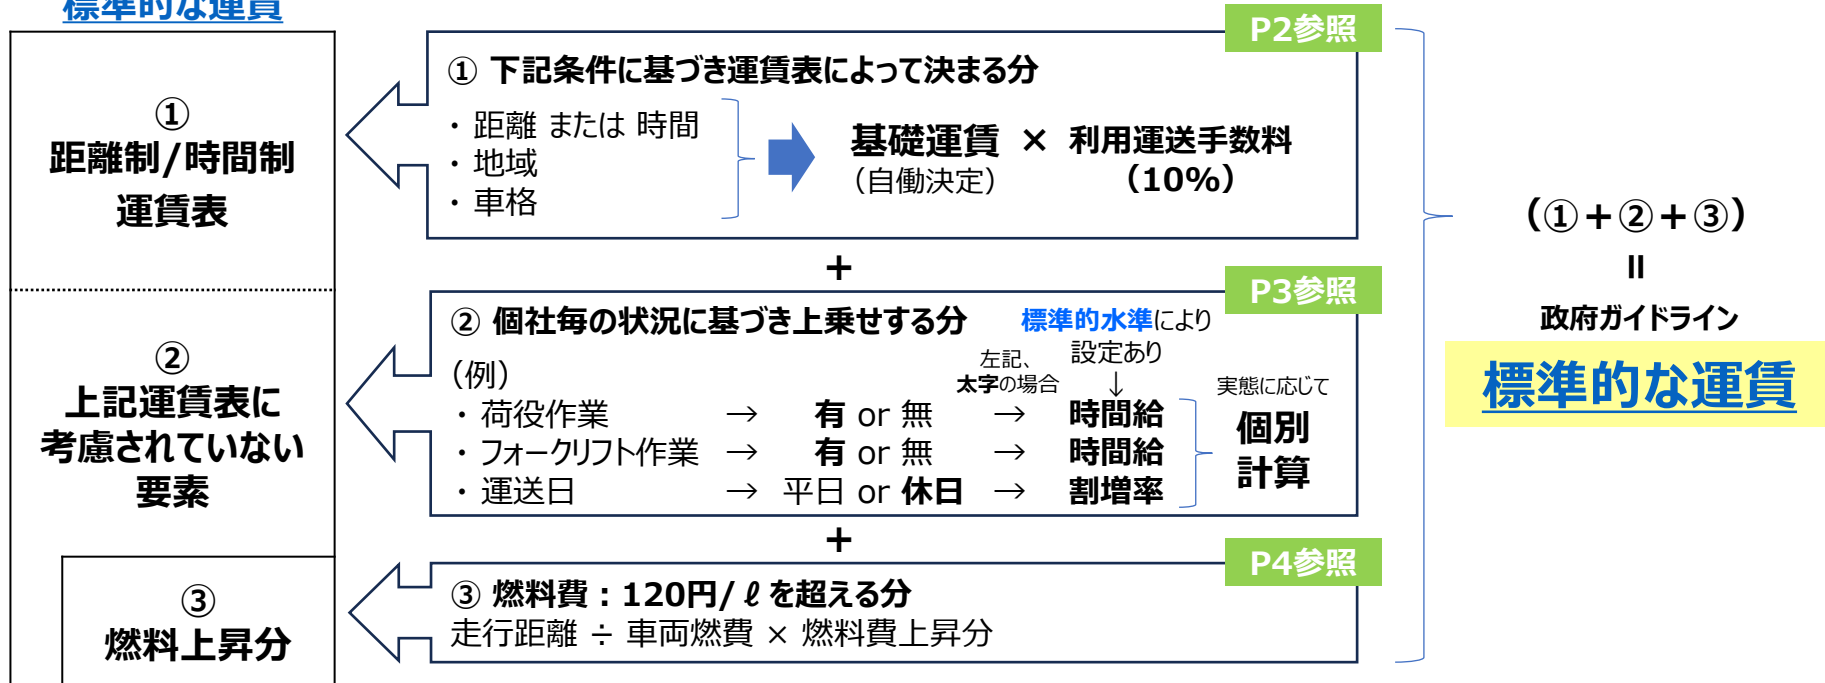 標準的な運賃
①
距離制/時間制
運賃表
②
上記運賃表に
考慮されていない
要素
③
燃料上昇分
P2参照
① 下記条件に基づき運賃表によって決まる分
・ 距離 または 時間
・ 地域
・ 車格
基礎運賃 × 利用運送手数料
（自働決定） （10%）
+
P3参照
② 個社毎の状況に基づき上乗せする分
標準的水準により
設定あり
↓
左記、
太字の場合
実態に応じて
（例）
・ 荷役作業 → 有 or 無 → 時間給
・ フォークリフト作業 → 有 or 無 → 時間給
・ 運送日 → 平日 or 休日 → 割増率
個別
計算
+
P4参照
③ 燃料費：120円/ℓを超える分
走行距離 ÷ 車両燃費 × 燃料費上昇分
（①+②+③）
=
政府ガイドライン
標準的な運賃